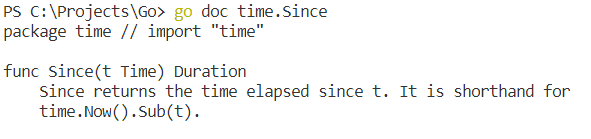 PS C:\Projects\Go> go doc time.Since
package time // import "time"

func Since(t Time) Duration
    Since returns the time elapsed since t. It is shorthand for
    time.Now().Sub(t).